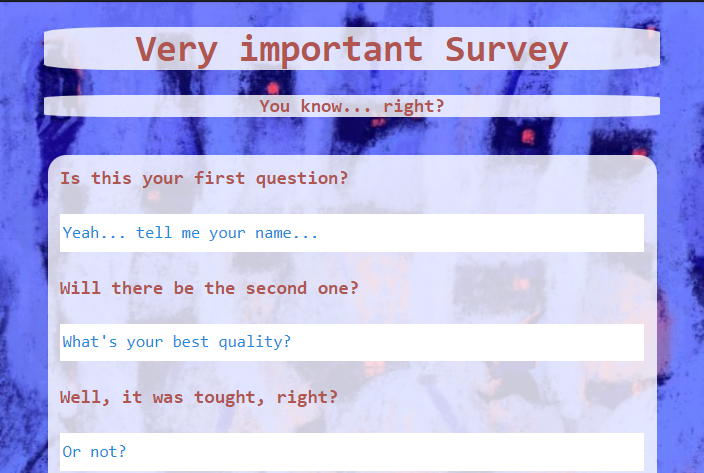 Very important Survey
You know... right?
Is this your first question?
Yeah... tell me your name...
Will there be the second one?
What's your best quality?
Well, it was tought, right?
Or not?